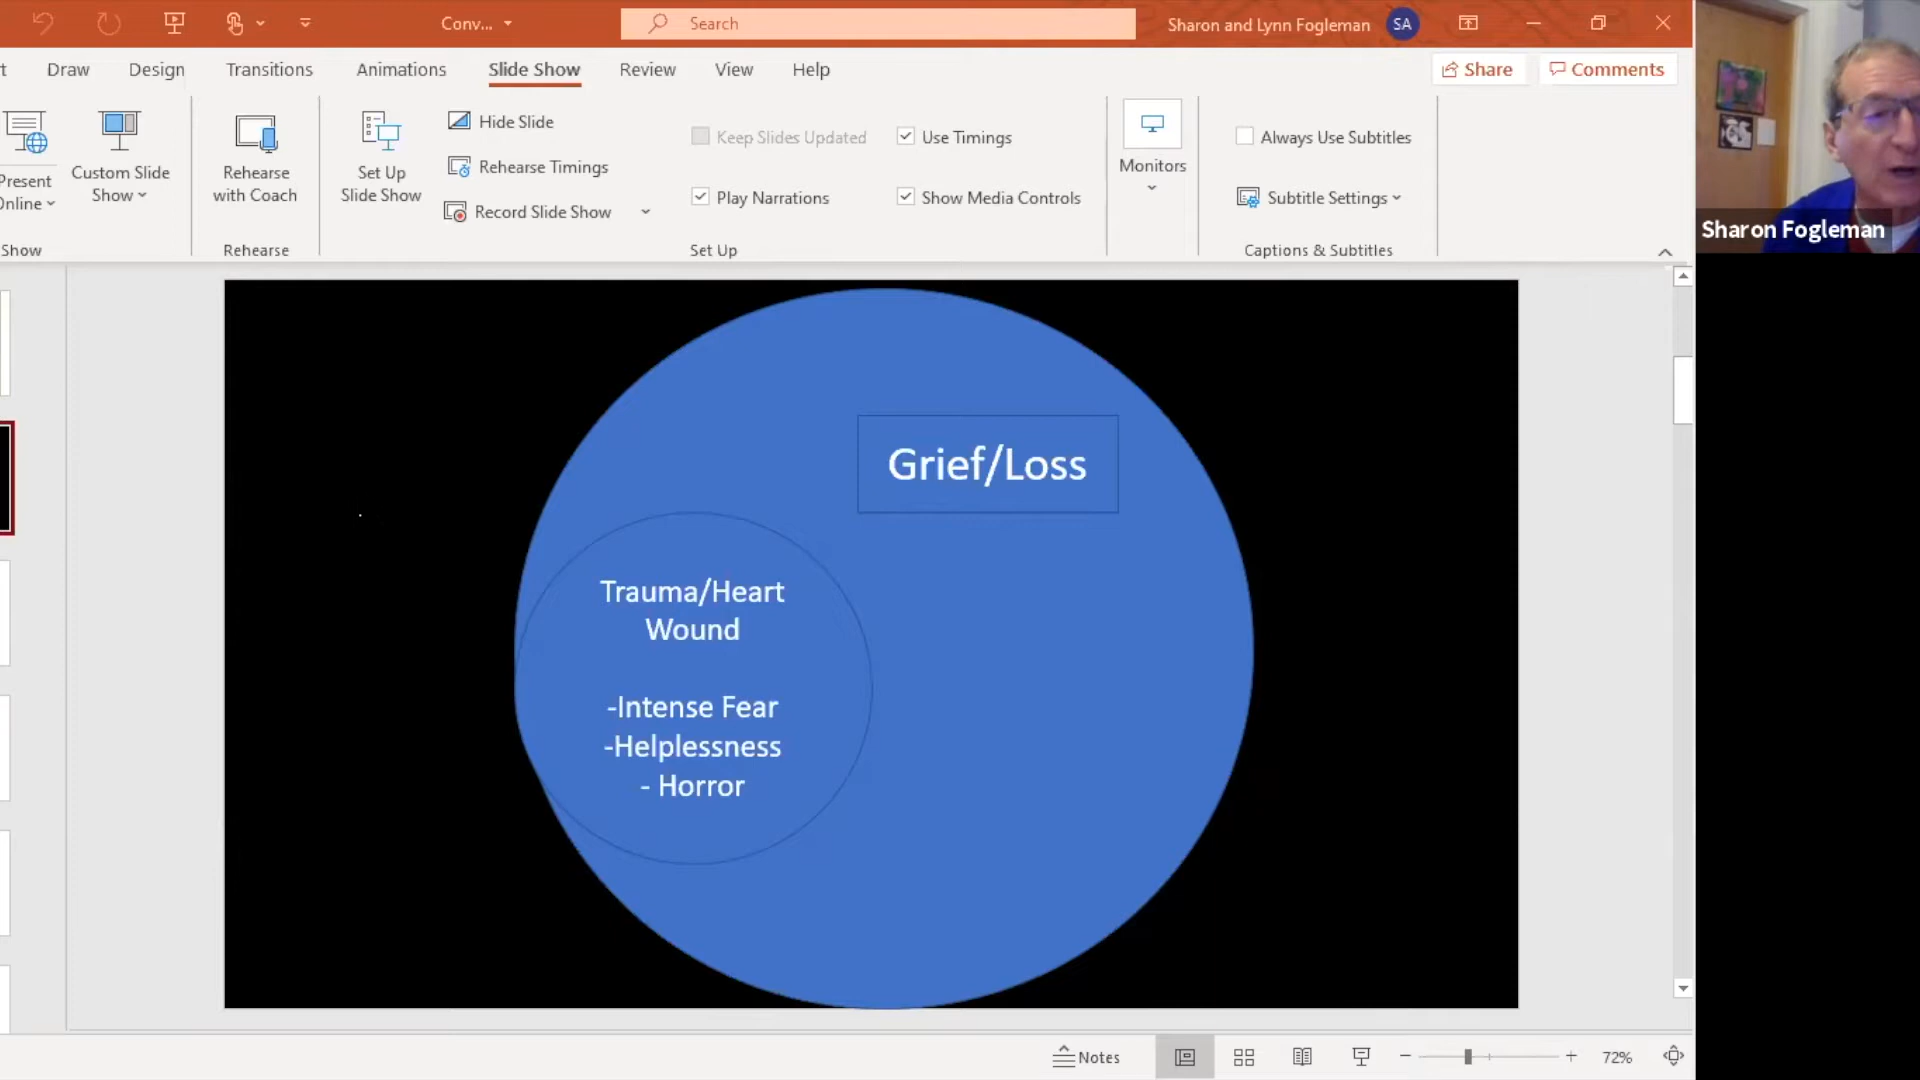 Conv...
Search
Sharon and Lynn Fogleman
SA
t
Draw
Design
Transitions
Animations
Slide Show
Review
View
Help
Share
Comments
Present
Online
Custom Slide
Show
Rehearse
with Coach
Set Up
Slide Show
Hide Slide
Rehearse Timings
Record Slide Show
Keep Slides Updated
Use Timings
Play Narrations
Show Media Controls
Monitors
Always Use Subtitles
Subtitle Settings
Show
Rehearse
Set Up
Captions & Subtitles
Sharon Fogleman
Grief/Loss
Trauma/Heart
Wound
-Intense Fear
-Helplessness
- Horror
Notes
72%